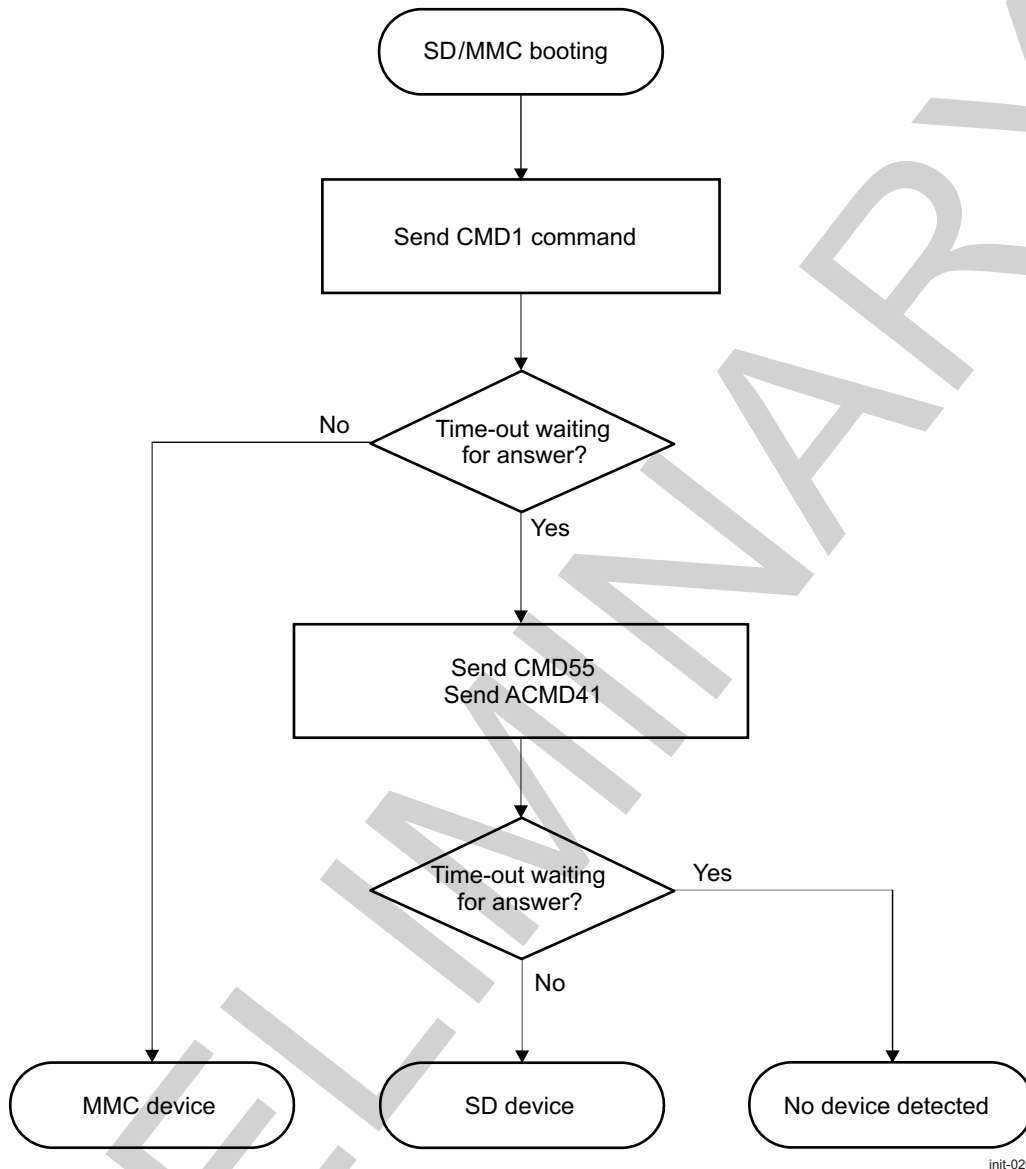 SD/MMC booting
Send CMD1 command
No
Time-out waiting
for answer?
Yes
Send CMD55
Send ACMD41
Time-out waiting
for answer?
Yes
No
MMC device
SD device
No device detected
init-02